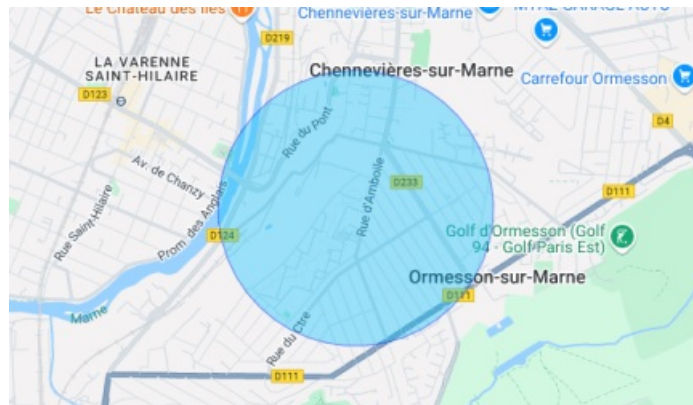 Le Château des Îles
Chennevières-sur-Marne
D219
LA VARENNE
SAINT-HILAIRE
Chennevières-sur-Marne
Carrefour Ormesson
D123
D4
Rue du Pont
Av. de Chanzy
D233
D111
Rue d'Amboile
Rue Saint-Hilaire
Prom. des Anglais
D124
Golf d'Ormesson (Golf
94 - Golf Paris Est)
Ormesson-sur-Marne
D111
Marne
Rue du Ctre
D111